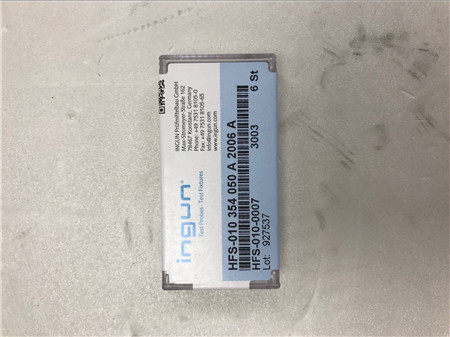 ingun®
Test Probes · Test Fixtures
INGUN Prüfmittelbau GmbH
Max-Stromeyer-Straße 162
78467 Konstanz, Germany
Phone: +49 7531 8105-0
Fax: +49 7531 8105-65
info@ingun.com
www.ingun.com
HFS-010 354 050 A 2006 A
HFS-010-0007 3003 6 St
Lot: 927537